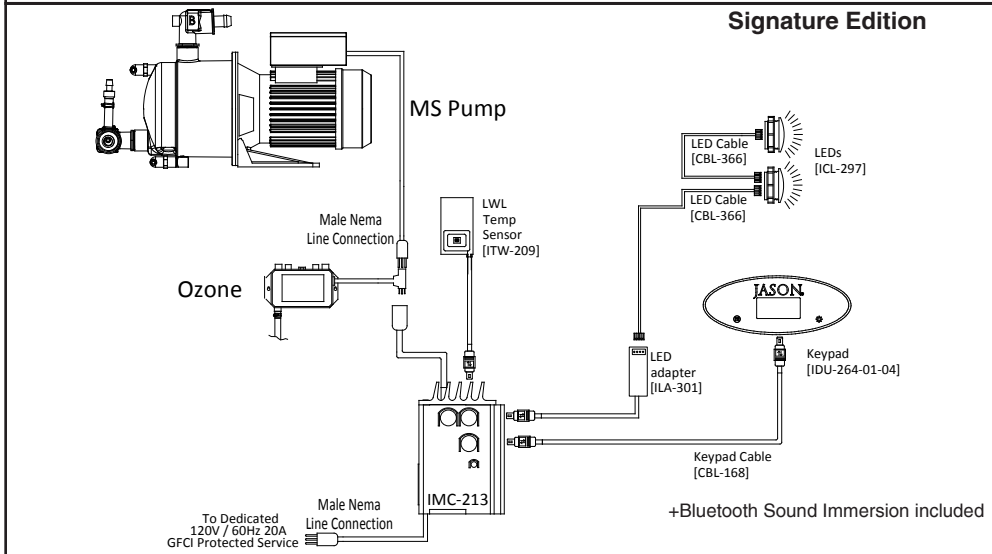 Signature Edition
B
MS Pump
LED Cable
[CBL-366]
LEDs
[ICL-297]
LED Cable
[CBL-366]
LWL
Temp
Sensor
[ITW-209]
Male Nema
Line Connection
Ozone
JASON.
Keypad
[IDU-264-01-04]
LED
adapter
[ILA-301]
Keypad Cable
[CBL-168]
IMC-213
+Bluetooth Sound Immersion included
Male Nema
Line Connection
To Dedicated
120V / 60Hz 20A
GFCI Protected Service